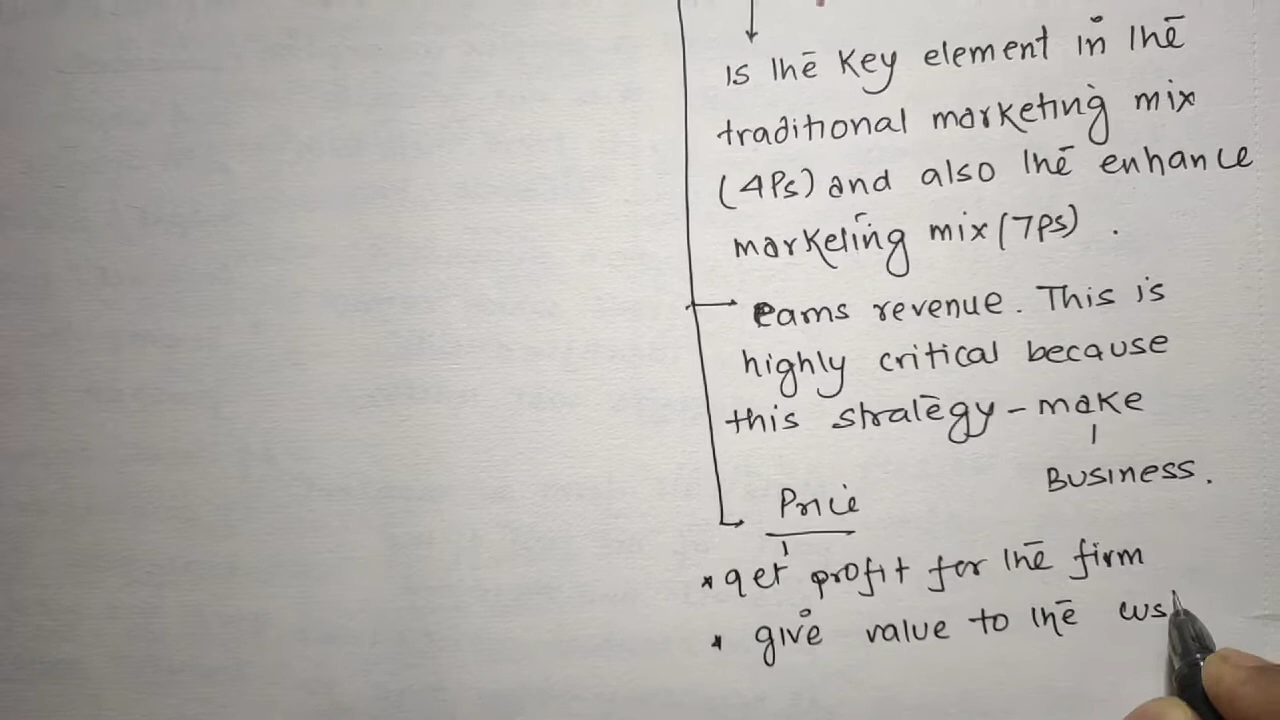 is the key element in the
traditional marketing mix
(4Ps) and also the enhance
marketing mix (7Ps) .
earns revenue. This is
highly critical because
this strategy - make
Business.
Price
* get profit for the firm
* give value to the cus